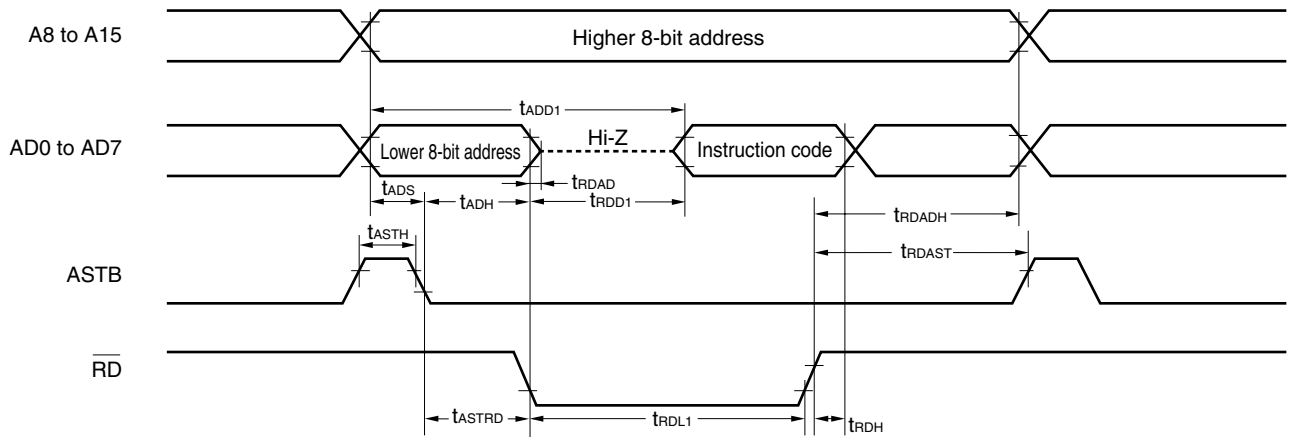 A8 to A15
Higher 8-bit address
tADD1
AD0 to AD7
Lower 8-bit address
Hi-Z
Instruction code
tADS
tADH
tRDAD
tRDD1
tRDADH
tASTH
tRDAST
ASTB
RD
tASTRD
tRDL1
tRDH